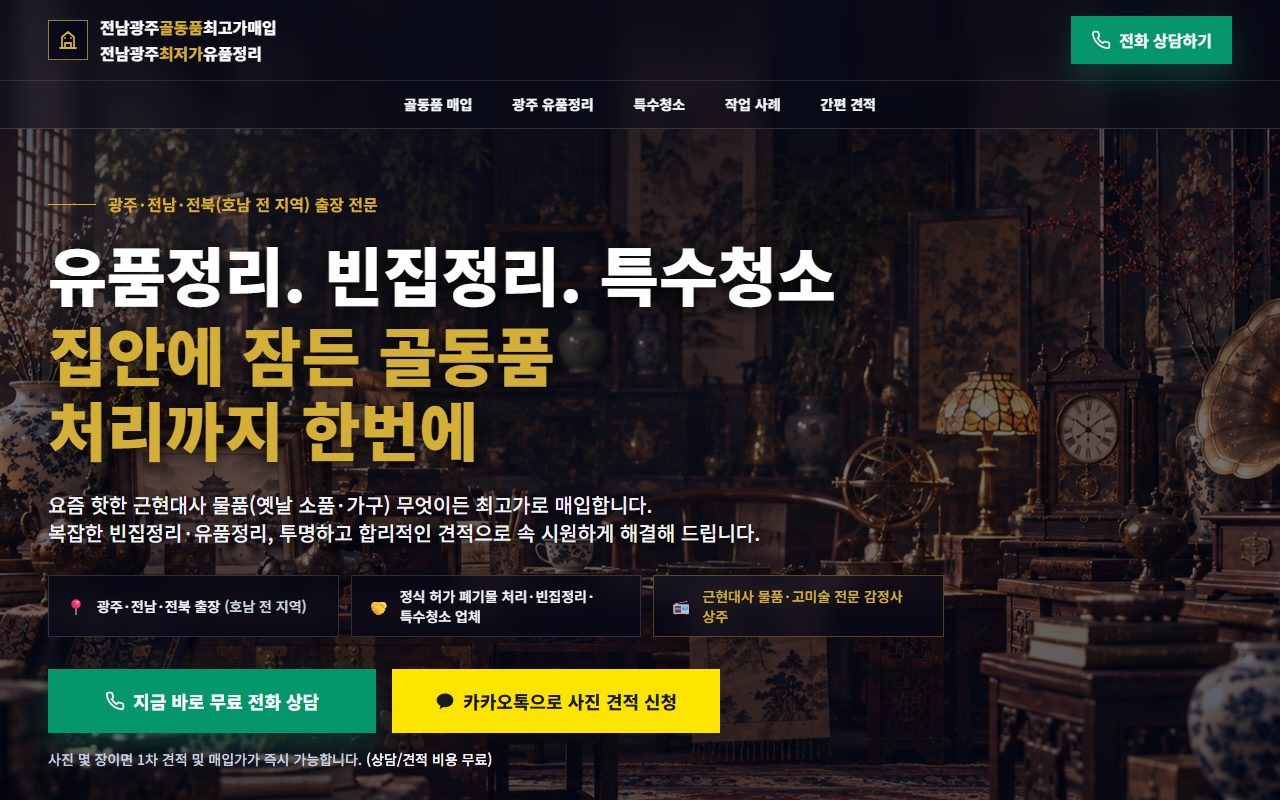 전남광주골동품최고가매입
전남광주최저가유품정리
전화 상담하기
골동품 매입
광주 유품정리
특수청소
작업 사례
간편 견적
광주·전남·전북(호남 전 지역) 출장 전문
유품정리. 빈집정리. 특수청소
집안에 잠든 골동품
처리까지 한번에
요즘 핫한 근현대사 물품(옛날 소품·가구) 무엇이든 최고가로 매입합니다.
복잡한 빈집정리·유품정리, 투명하고 합리적인 견적으로 속 시원하게 해결해 드립니다.
광주·전남·전북 출장 (호남 전 지역)
정식 허가 폐기물 처리·빈집정리·
특수청소 업체
근현대사 물품·고미술 전문 감정사
상주
지금 바로 무료 전화 상담
카카오톡으로 사진 견적 신청
사진 몇 장이면 1차 견적 및 매입가가 즉시 가능합니다. (상담/견적 비용 무료)